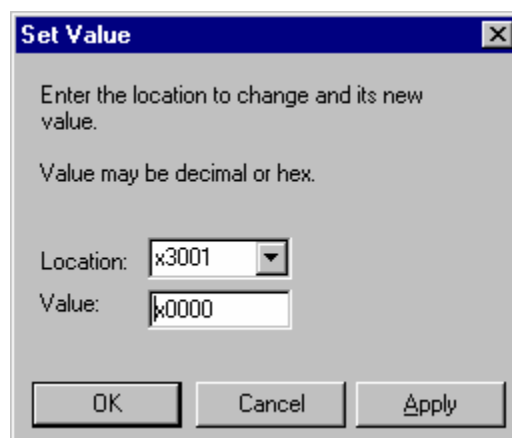 Set Value
Enter the location to change and its new
value.
Value may be decimal or hex.
Location: x3001
Value: x0000
OK Cancel Apply